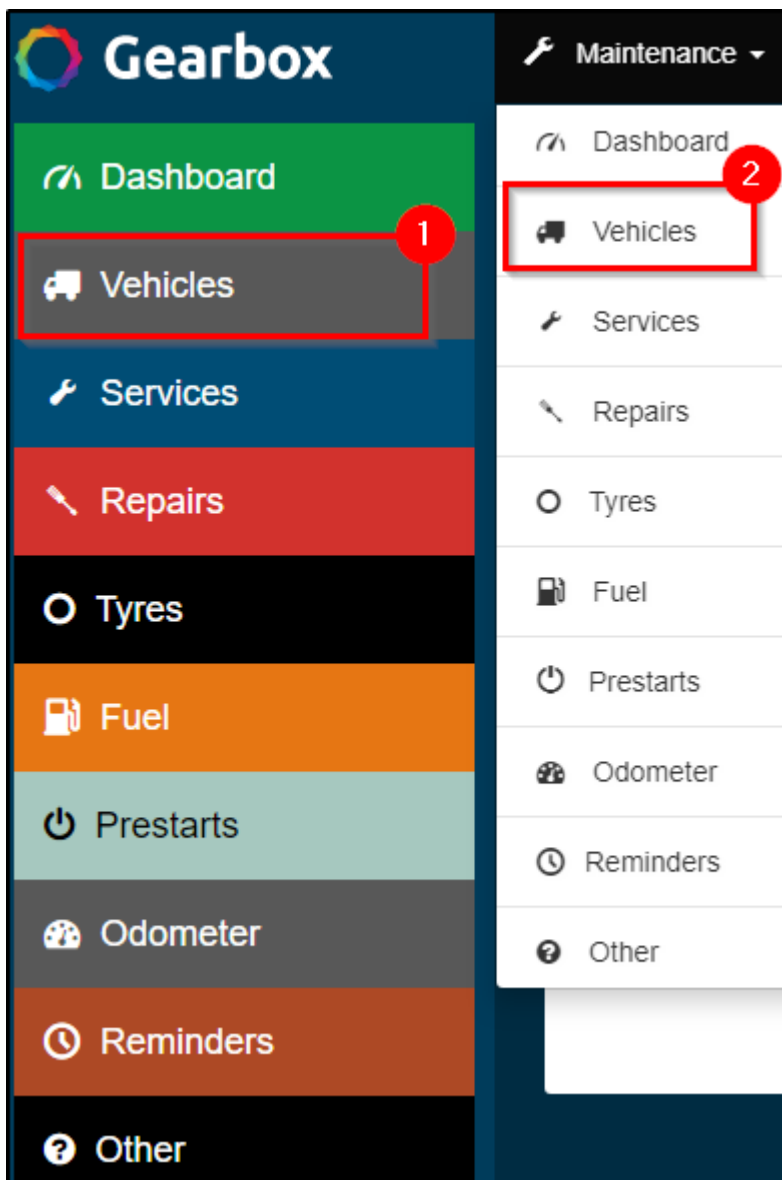 Gearbox
Dashboard
1
Vehicles
Services
Repairs
Tyres
Fuel
Prestarts
Odometer
Reminders
Other
Maintenance
Dashboard
2
Vehicles
Services
Repairs
Tyres
Fuel
Prestarts
Odometer
Reminders
Other